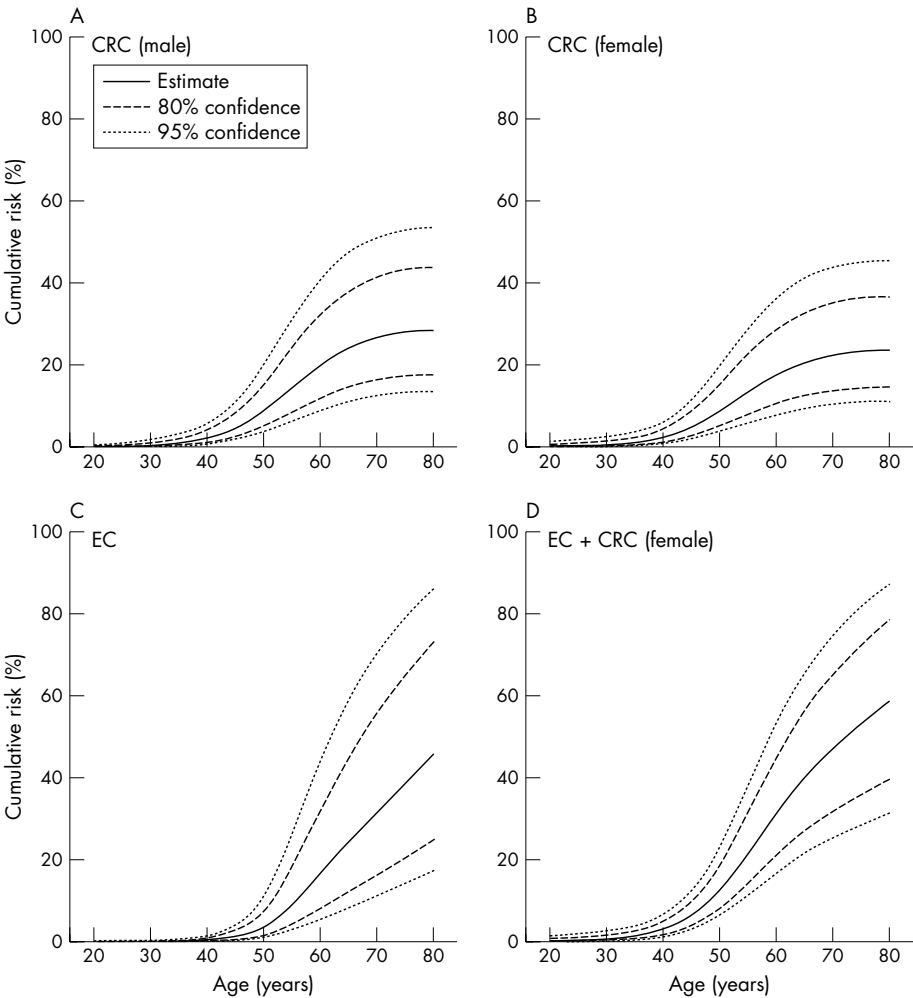 A
CRC (male)
Estimate
80% confidence
95% confidence
Cumulative risk (%)
100
80
60
40
20
0
20 30 40 50 60 70 80
B
CRC (female)
100
80
60
40
20
0
20 30 40 50 60 70 80
C
EC
Cumulative risk (%)
100
80
60
40
20
0
20 30 40 50 60 70 80
Age (years)
D
EC + CRC (female)
100
80
60
40
20
0
20 30 40 50 60 70 80
Age (years)